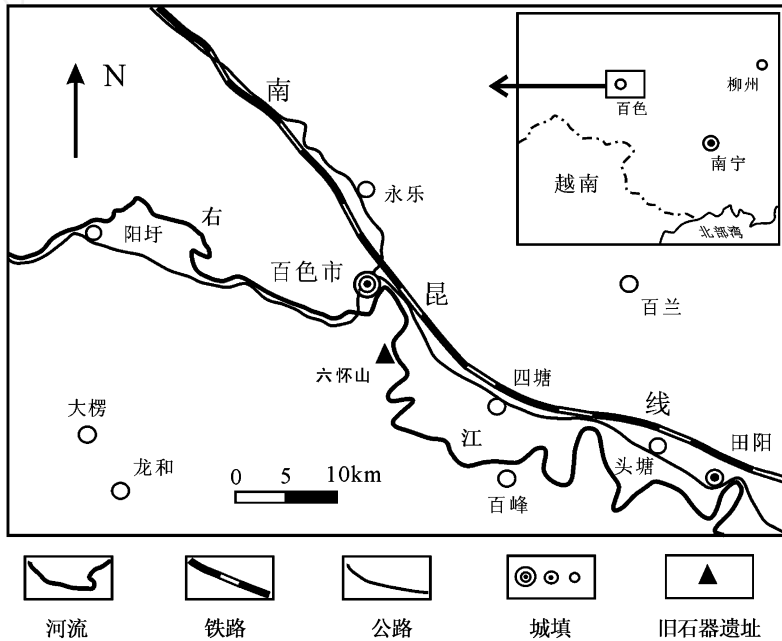 N
南
永乐
右
阳圩
百色市
昆
百兰
六怀山
四塘
线
大楞
江
田阳
头塘
龙和
百峰
0 5 10km
柳州
百色
南宁
越南
北部湾
河流
铁路
公路
城填
旧石器遗址